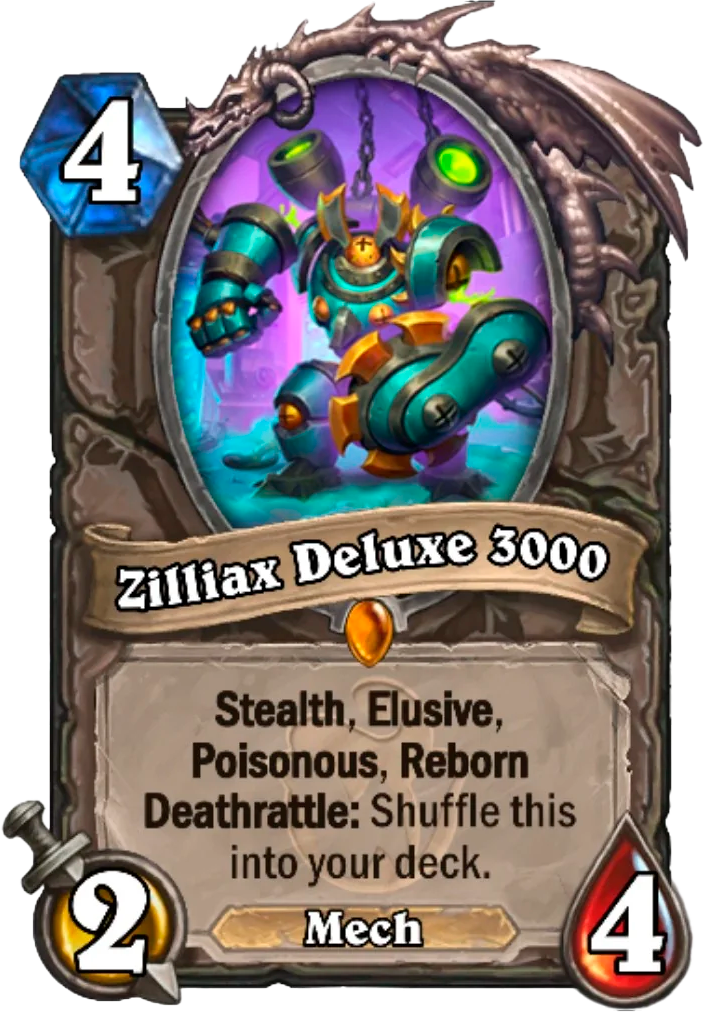 4
Zilliax Deluxe 3000
Stealth, Elusive,
Poisonous, Reborn
Deathrattle: Shuffle this
into your deck.
2
Mech
4